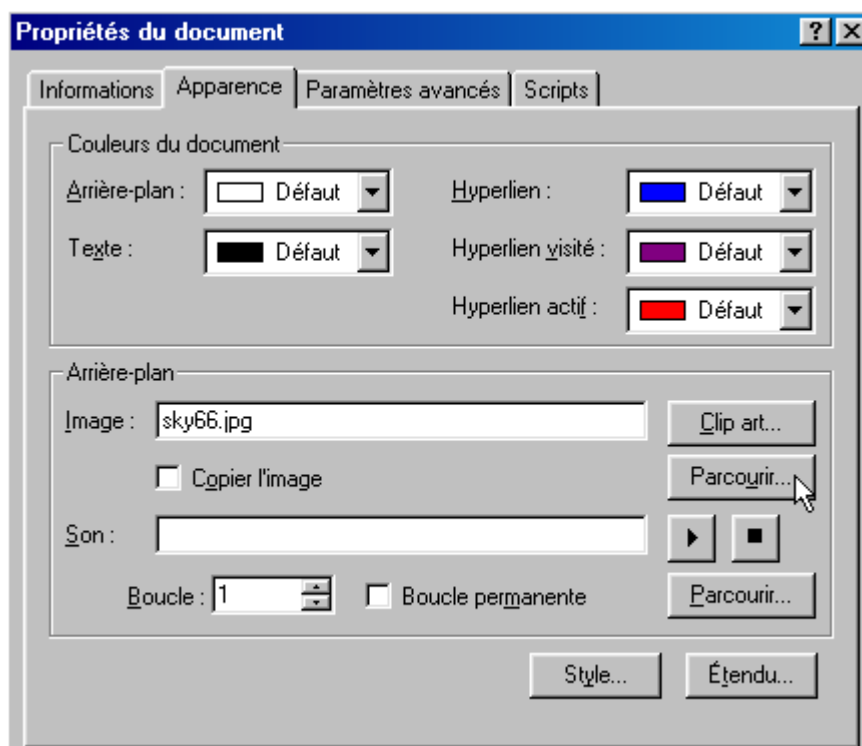 Propriétés du document
Informations Apparence Paramètres avancés Scripts
Couleurs du document
Arrière-plan : Défaut Hyperlien : Défaut
Texte : Défaut Hyperlien visité : Défaut
Hyperlien actif : Défaut
Arrière-plan
Image : sky66.jpg Clip art...
Copier l'image Parcourir...
Son :
Boucle : 1 Boucle permanente Parcourir...
Style... Étendu...